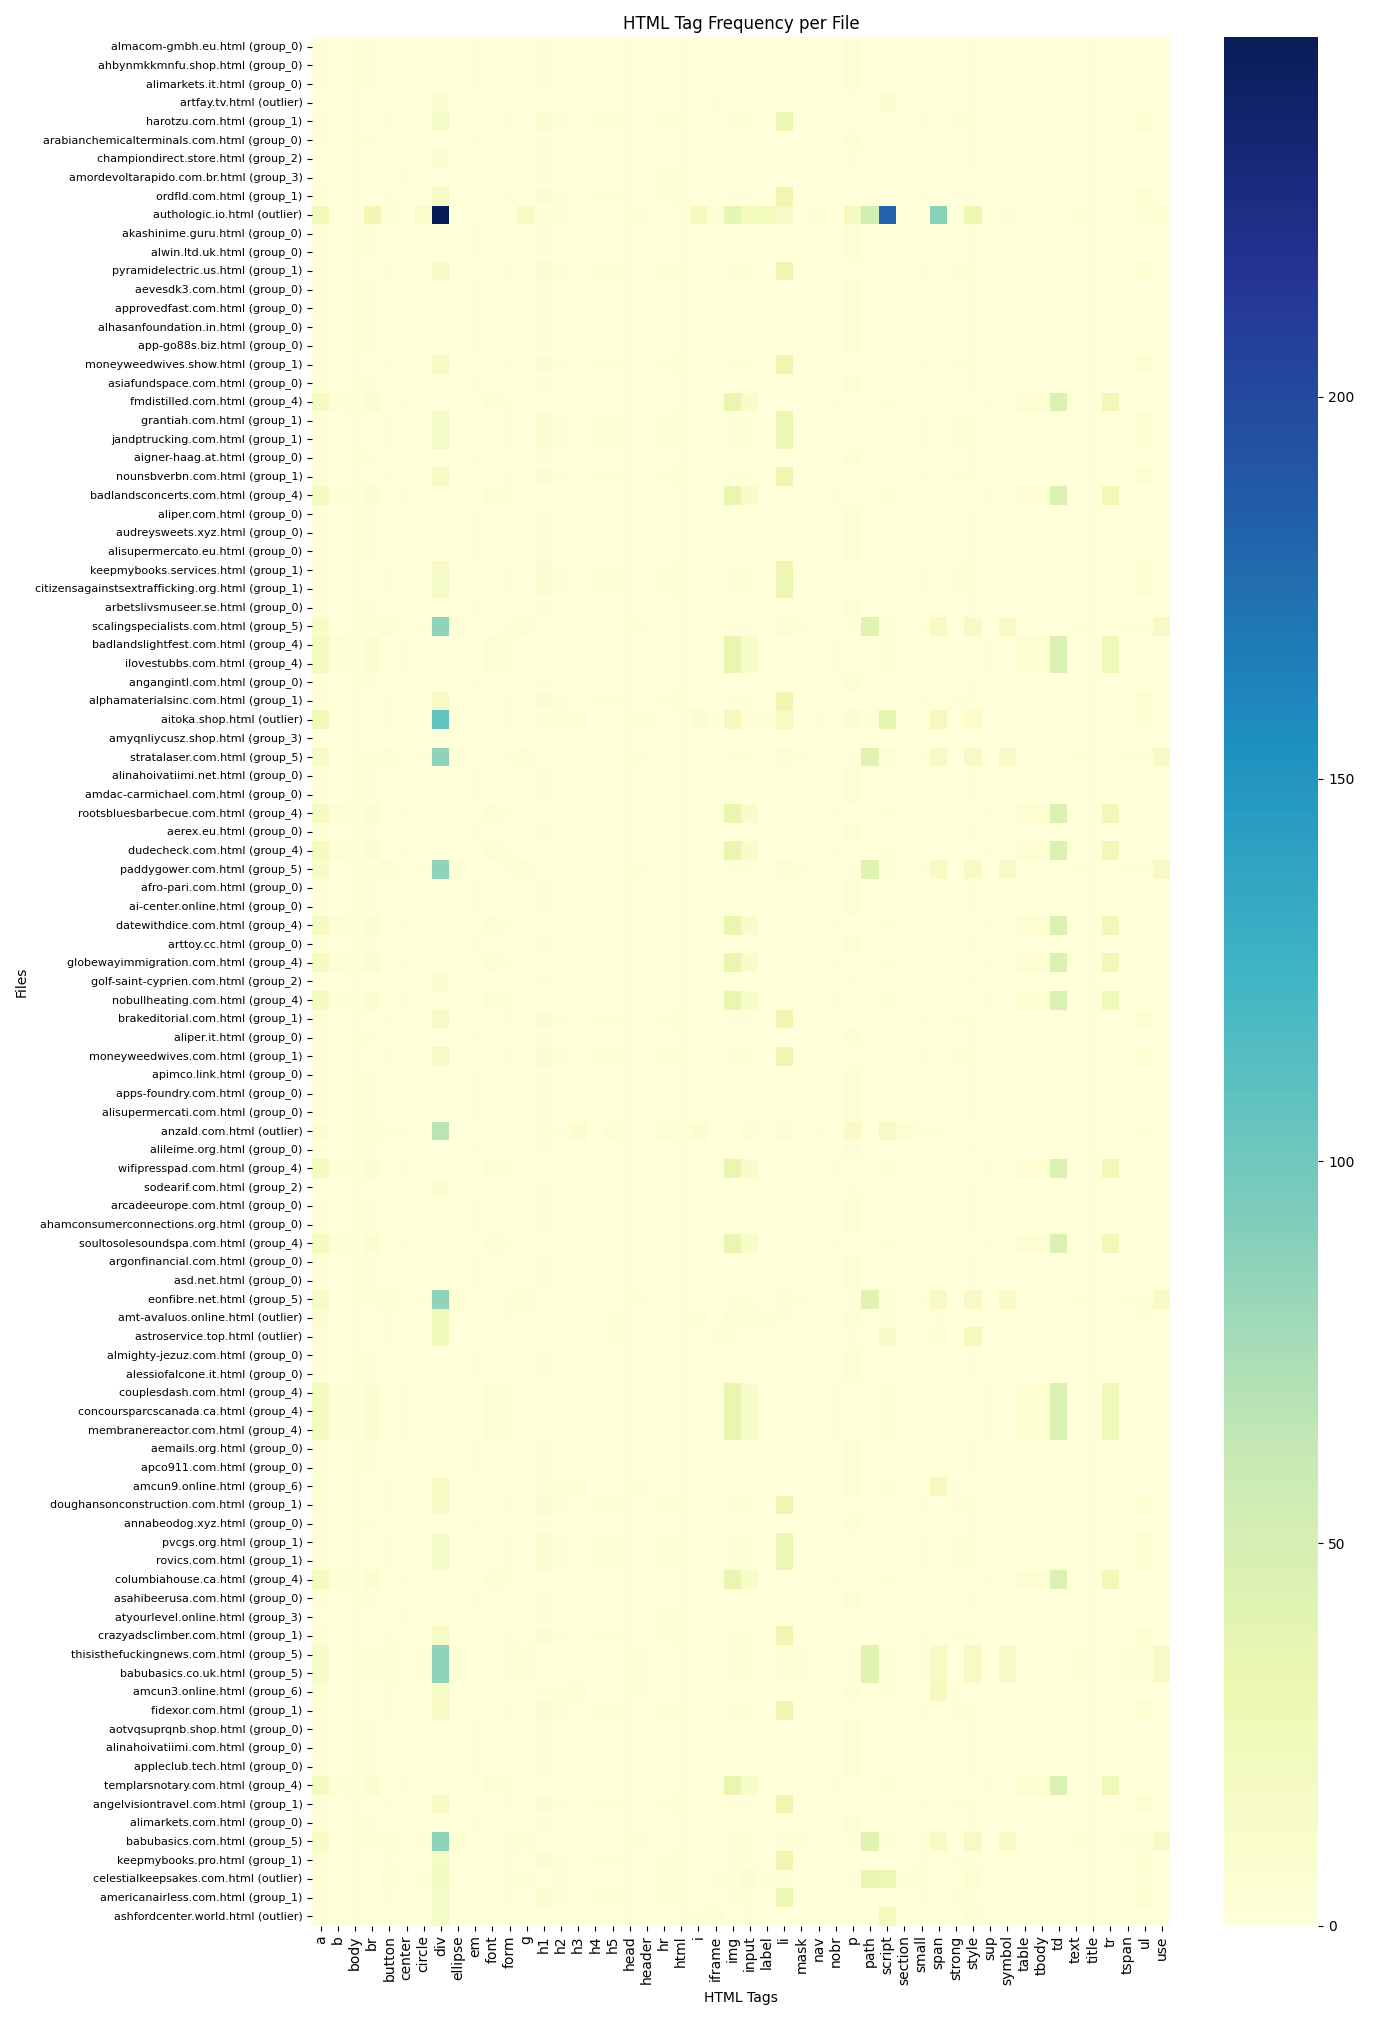 HTML Tag Frequency per File
almacom-gmbh.eu.html (group_0)
ahbynmkkmnfu.shop.html (group_0)
alimarkets.it.html (group_0)
artfay.tv.html (outlier)
harotzu.com.html (group_1)
arabianchemicalterminals.com.html (group_0)
championdirect.store.html (group_2)
amordevoltarapido.com.br.html (group_3)
ordfld.com.html (group_1)
authologic.io.html (outlier)
akashinime.guru.html (group_0)
alwin.ltd.uk.html (group_0)
pyramidelectric.us.html (group_1)
aevesdk3.com.html (group_0)
approvedfast.com.html (group_0)
alhasanfoundation.in.html (group_0)
app-go88s.biz.html (group_0)
moneyweedwives.show.html (group_1)
asiafundspace.com.html (group_0)
fmdistilled.com.html (group_4)
grantiah.com.html (group_1)
jandptrucking.com.html (group_1)
aigner-haag.at.html (group_0)
nounsbverbn.com.html (group_1)
badlandsconcerts.com.html (group_4)
aliper.com.html (group_0)
audreysweets.xyz.html (group_0)
alisupermercato.eu.html (group_0)
keepmybooks.services.html (group_1)
citizensagainstsextrafficking.org.html (group_1)
arbetslivsmuseer.se.html (group_0)
scalingspecialists.com.html (group_5)
badlandslightfest.com.html (group_4)
ilovestubbs.com.html (group_4)
angangintl.com.html (group_0)
alphamaterialsinc.com.html (group_1)
aitoka.shop.html (outlier)
amyqnliycusz.shop.html (group_3)
stratalaser.com.html (group_5)
alinahoivatiimi.net.html (group_0)
amdac-carmichael.com.html (group_0)
rootsbluesbarbecue.com.html (group_4)
aerex.eu.html (group_0)
dudecheck.com.html (group_4)
paddygower.com.html (group_5)
afro-pari.com.html (group_0)
ai-center.online.html (group_0)
datewithdice.com.html (group_4)
arttoy.cc.html (group_0)
globewayimmigration.com.html (group_4)
golf-saint-cyprien.com.html (group_2)
nobullheating.com.html (group_4)
brakeditorial.com.html (group_1)
aliper.it.html (group_0)
moneyweedwives.com.html (group_1)
apimco.link.html (group_0)
apps-foundry.com.html (group_0)
alisupermercati.com.html (group_0)
anzald.com.html (outlier)
alileime.org.html (group_0)
wifipresspad.com.html (group_4)
sodearif.com.html (group_2)
arcadeeurope.com.html (group_0)
ahamconsumerconnections.org.html (group_0)
soultosolesoundspa.com.html (group_4)
argonfinancial.com.html (group_0)
asd.net.html (group_0)
eonfibre.net.html (group_5)
amt-avaluos.online.html (outlier)
astroservice.top.html (outlier)
almighty-jezuz.com.html (group_0)
alessiofalcone.it.html (group_0)
couplesdash.com.html (group_4)
concoursparcscanada.ca.html (group_4)
membranereactor.com.html (group_4)
aemails.org.html (group_0)
apco911.com.html (group_0)
amcun9.online.html (group_6)
doughansonconstruction.com.html (group_1)
annabeodog.xyz.html (group_0)
pvcgs.org.html (group_1)
rovics.com.html (group_1)
columbiahouse.ca.html (group_4)
asahibeerusa.com.html (group_0)
atyourlevel.online.html (group_3)
crazyadsclimber.com.html (group_1)
thisisthefuckingnews.com.html (group_5)
babubasics.co.uk.html (group_5)
amcun3.online.html (group_6)
fidexor.com.html (group_1)
aotvqsuprqnb.shop.html (group_0)
alinahoivatiimi.com.html (group_0)
appleclub.tech.html (group_0)
templarsnotary.com.html (group_4)
angelvisiontravel.com.html (group_1)
alimarkets.com.html (group_0)
babubasics.com.html (group_5)
keepmybooks.pro.html (group_1)
celestialkeepsakes.com.html (outlier)
americanairless.com.html (group_1)
ashfordcenter.world.html (outlier)
Files
a
b
body
br
button
center
circle
div
ellipse
em
font
form
g
h1
h2
h3
h4
h5
head
header
hr
html
i
iframe
img
input
label
li
mask
nav
nobr
p
path
script
section
small
span
strong
style
sup
symbol
table
tbody
td
text
title
tr
tspan
ul
use
HTML Tags
200
150
100
50
0